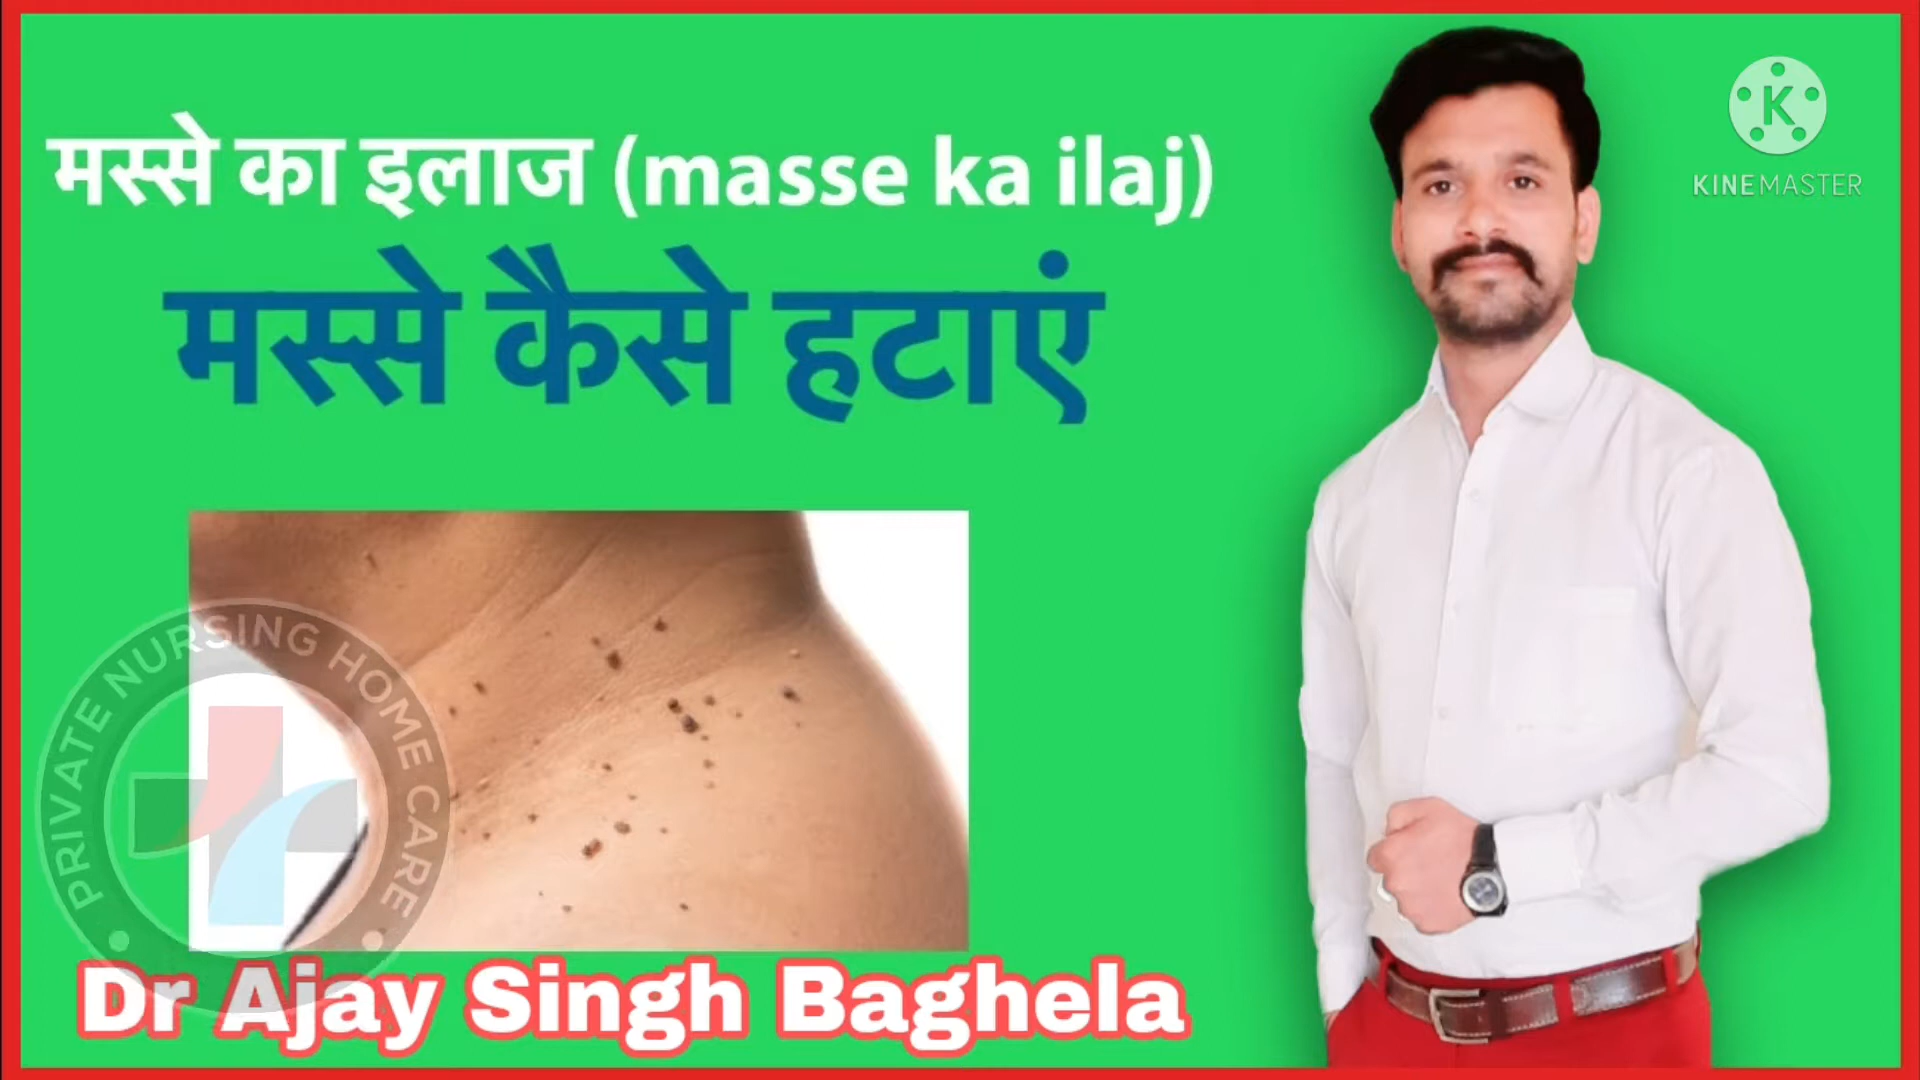 मस्से का इलाज (masse ka ilaj)
मस्से कैसे हटाएं
K
KINEMASTER
PRIVATE NURSING HOME CARE
Dr Ajay Singh Baghela